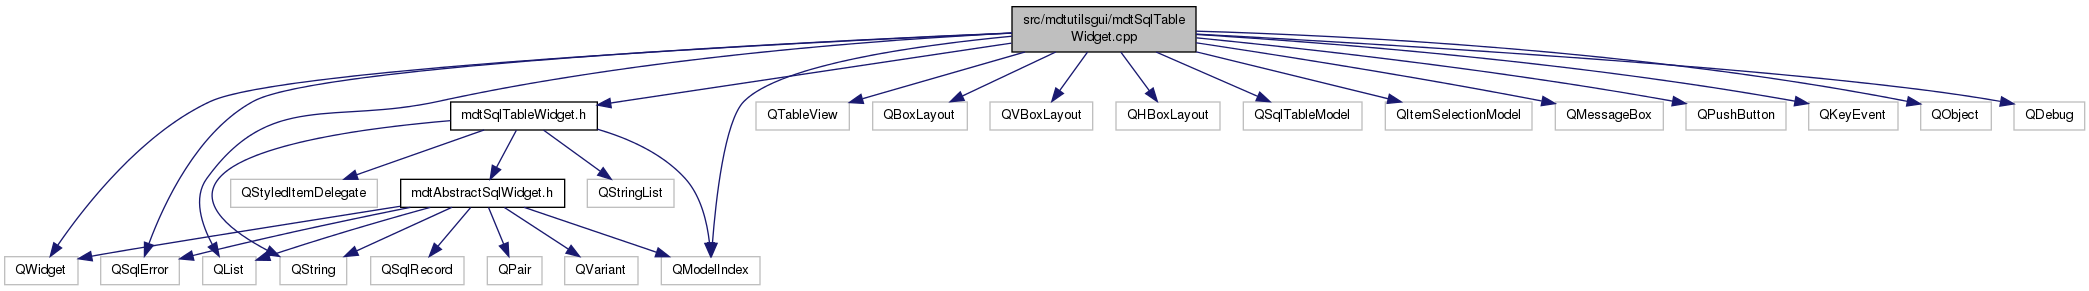 src/mdtutilsgui/mdtSqlTable
Widget.cpp
mdtSqlTableWidget.h
QTableView
QBoxLayout
QVBoxLayout
QHBoxLayout
QSqlTableModel
QItemSelectionModel
QMessageBox
QPushButton
QKeyEvent
QObject
QDebug
QStyledItemDelegate
mdtAbstractSqlWidget.h
QStringList
QWidget
QSqlError
QList
QString
QSqlRecord
QPair
QVariant
QModelIndex